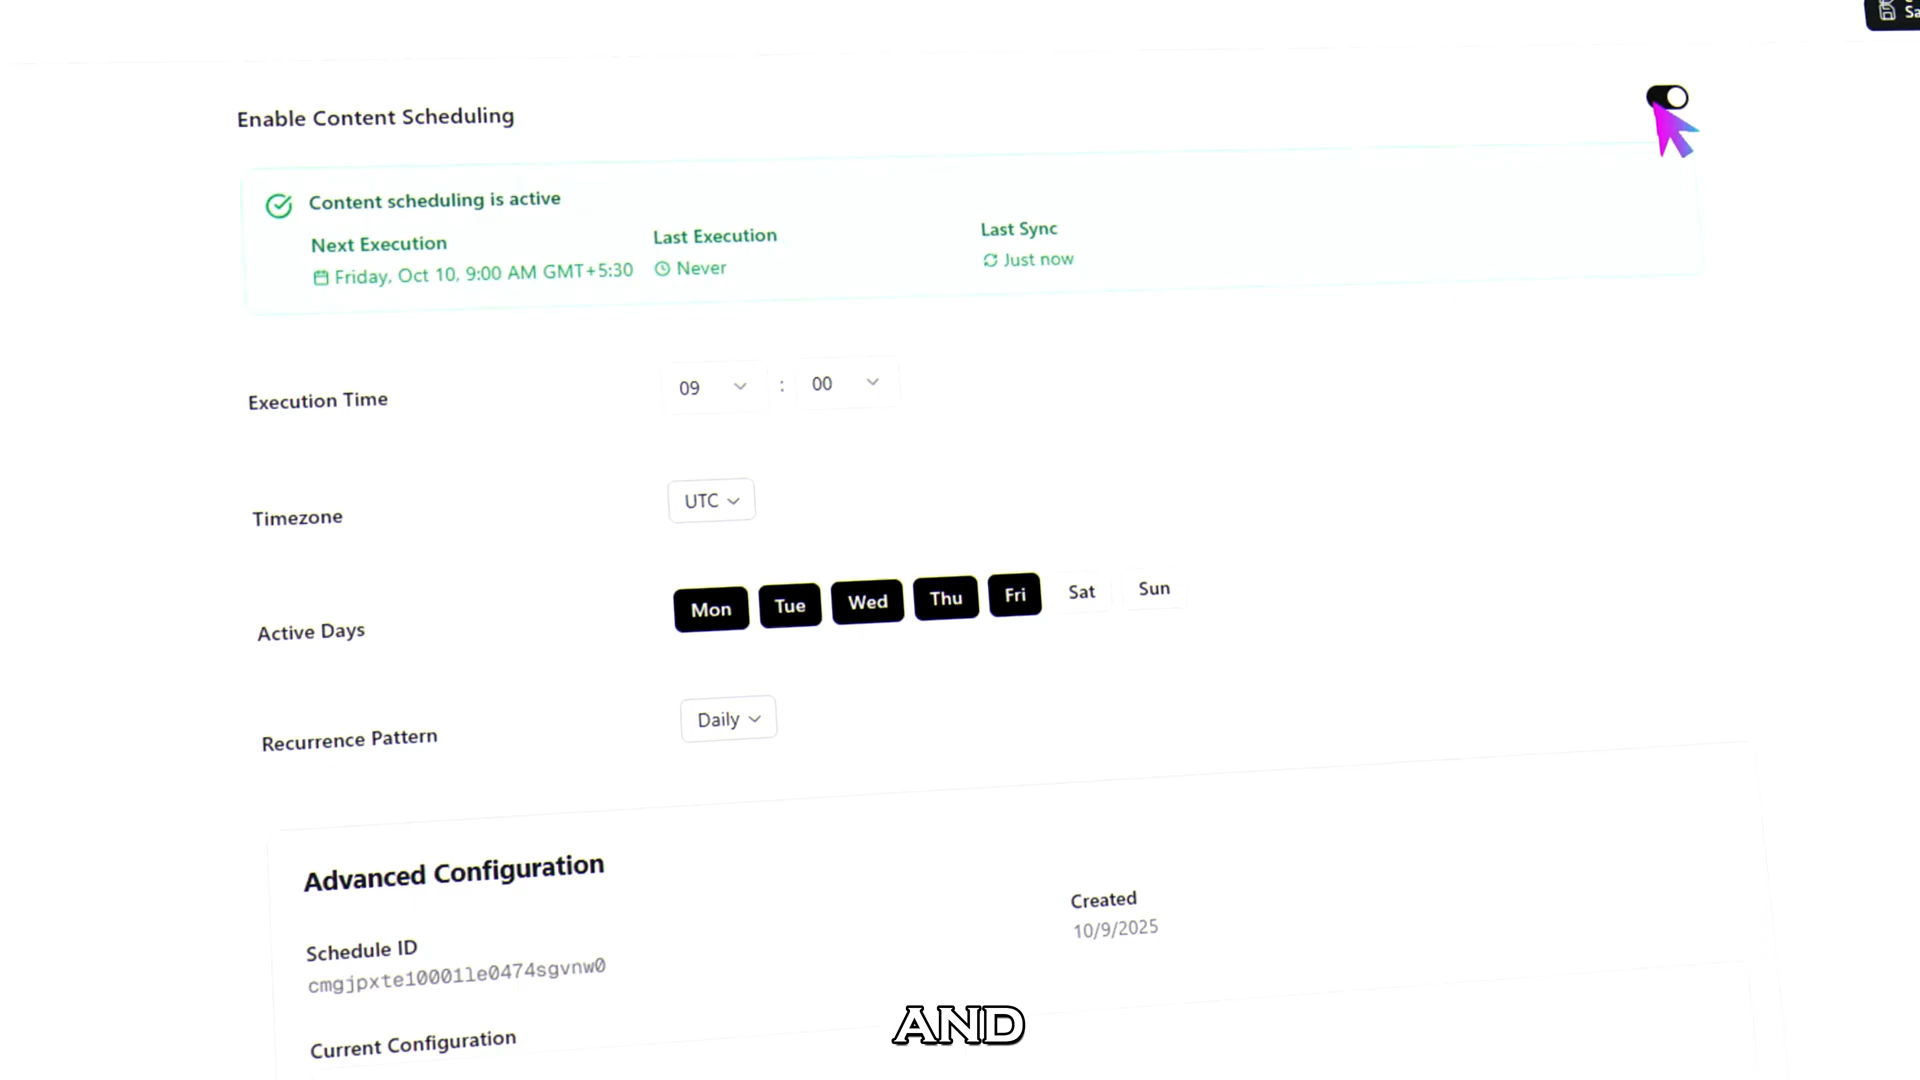 Enable Content Scheduling
Content scheduling is active
Next Execution
Friday, Oct 10, 9:00 AM GMT+5:30
Last Execution
Never
Last Sync
Just now
Execution Time
09 : 00
Timezone
UTC
Active Days
Mon Tue Wed Thu Fri Sat Sun
Recurrence Pattern
Daily
Advanced Configuration
Schedule ID
cmgjpxte10001le0474sgvnw0
Created
10/9/2025
Current Configuration
AND